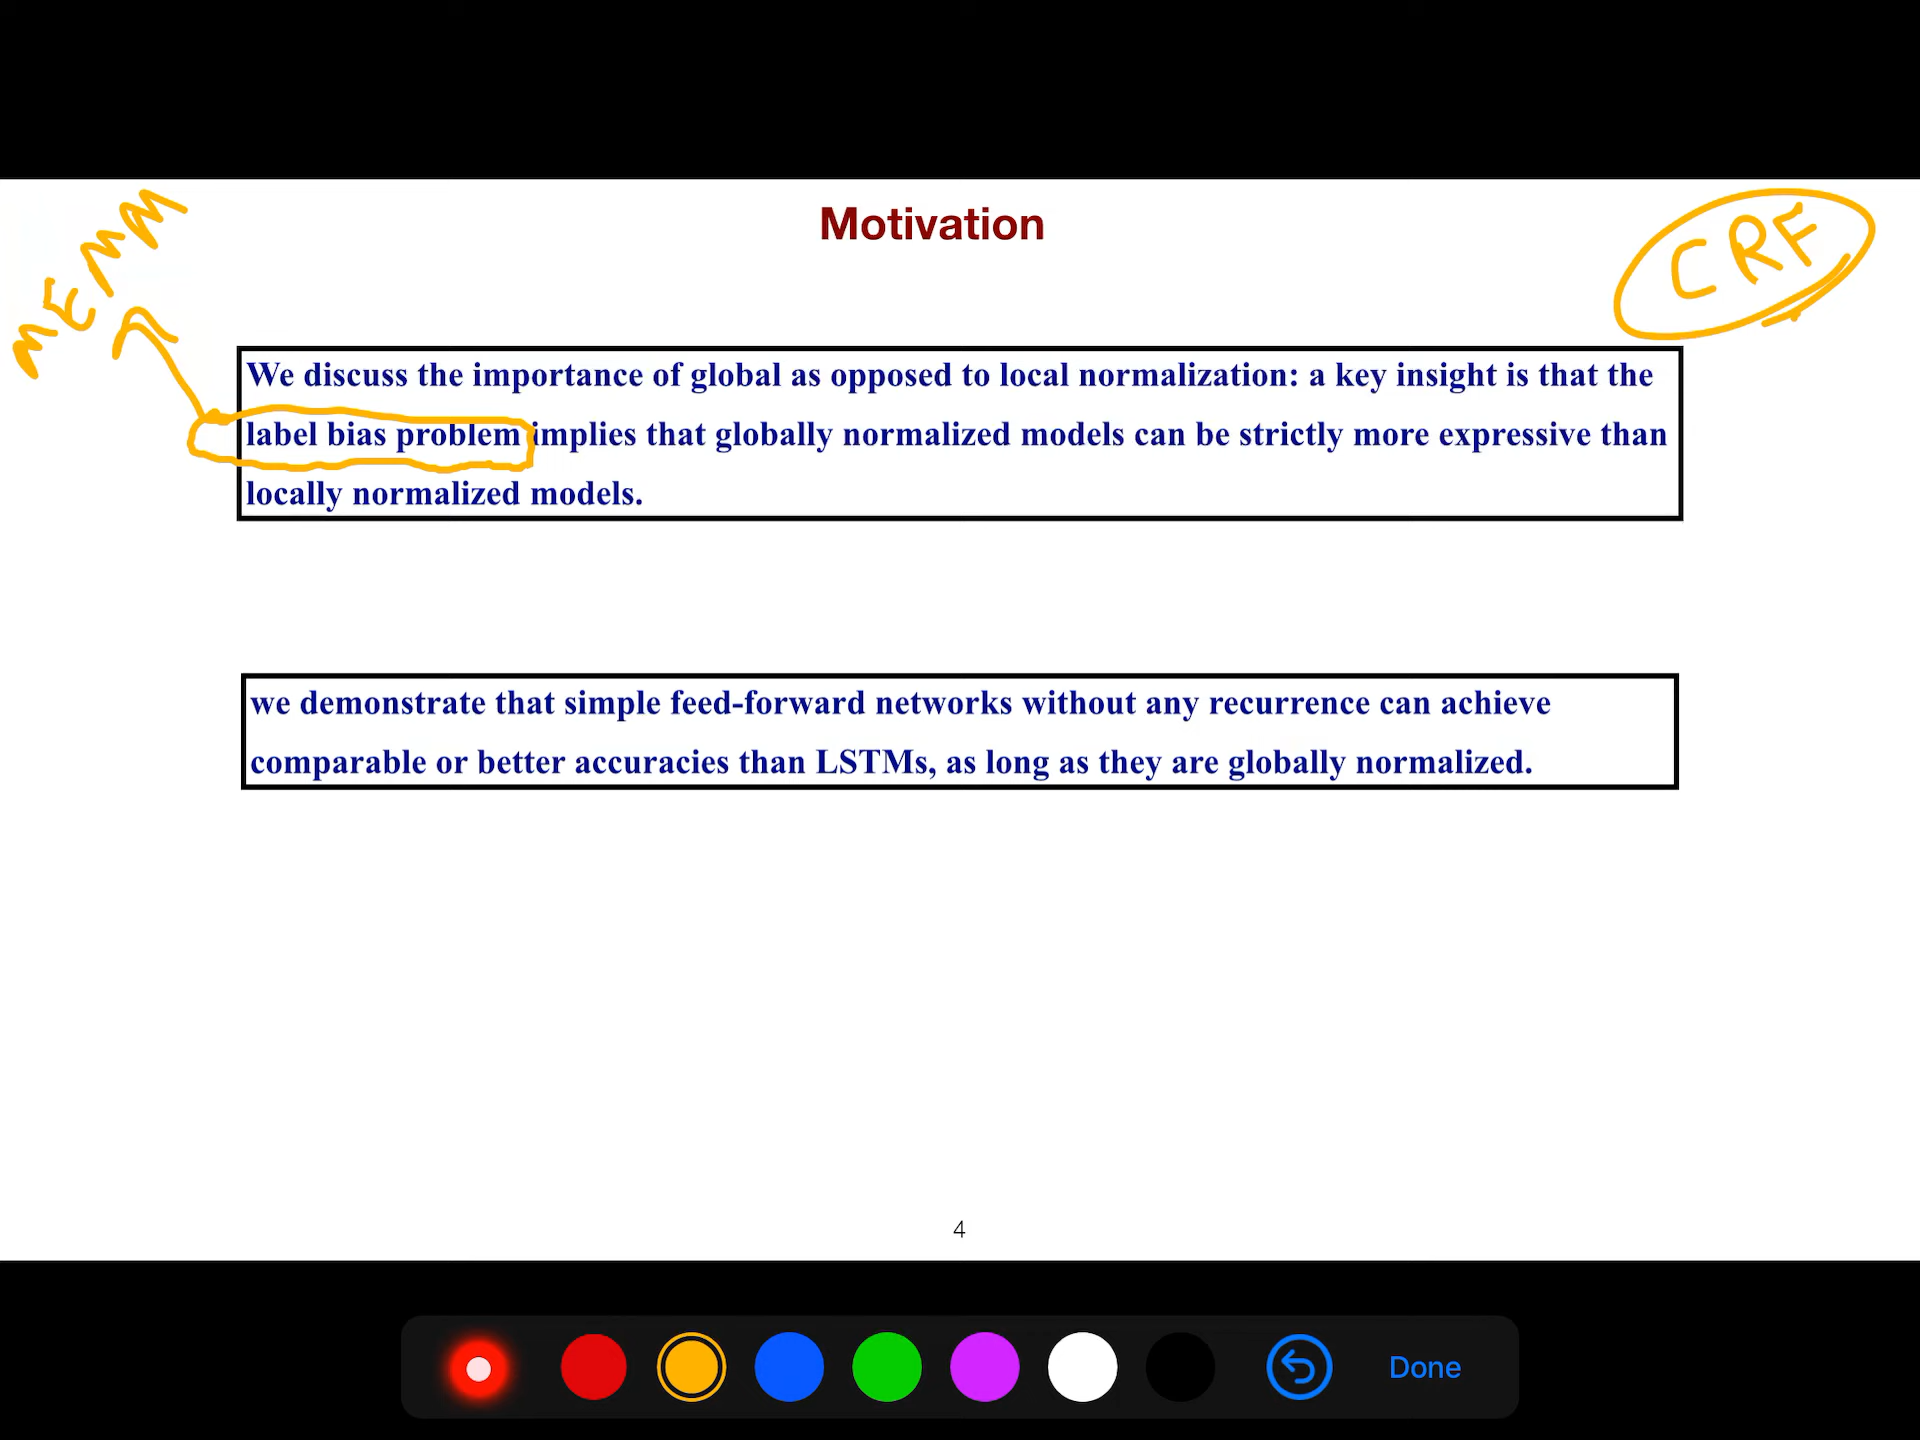 Motivation
MEMM
CRF
We discuss the importance of global as opposed to local normalization: a key insight is that the
label bias problem implies that globally normalized models can be strictly more expressive than
locally normalized models.
we demonstrate that simple feed-forward networks without any recurrence can achieve
comparable or better accuracies than LSTMs, as long as they are globally normalized.
4
Done